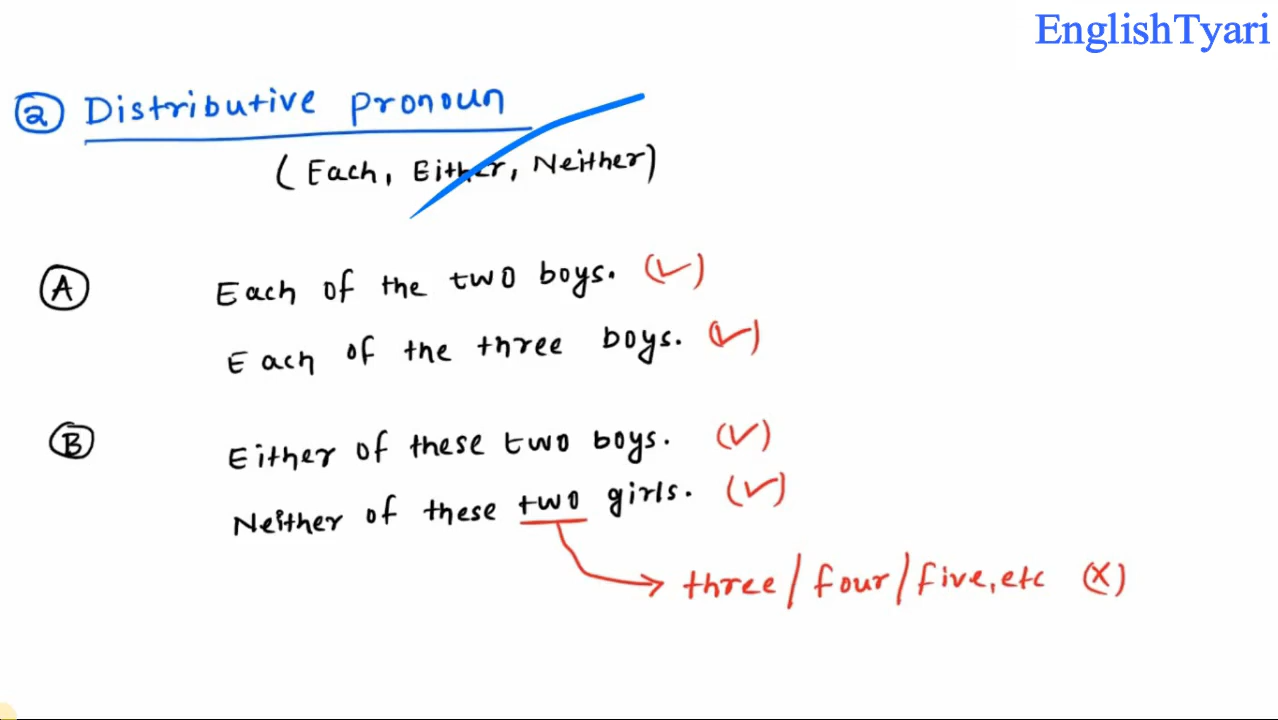 EnglishTyari
2 Distributive pronoun
(Each, Either, Neither)
A Each of the two boys. (✓)
Each of the three boys. (✓)
B Either of these two boys. (✓)
Neither of these two girls. (✓)
three/four/five, etc (X)